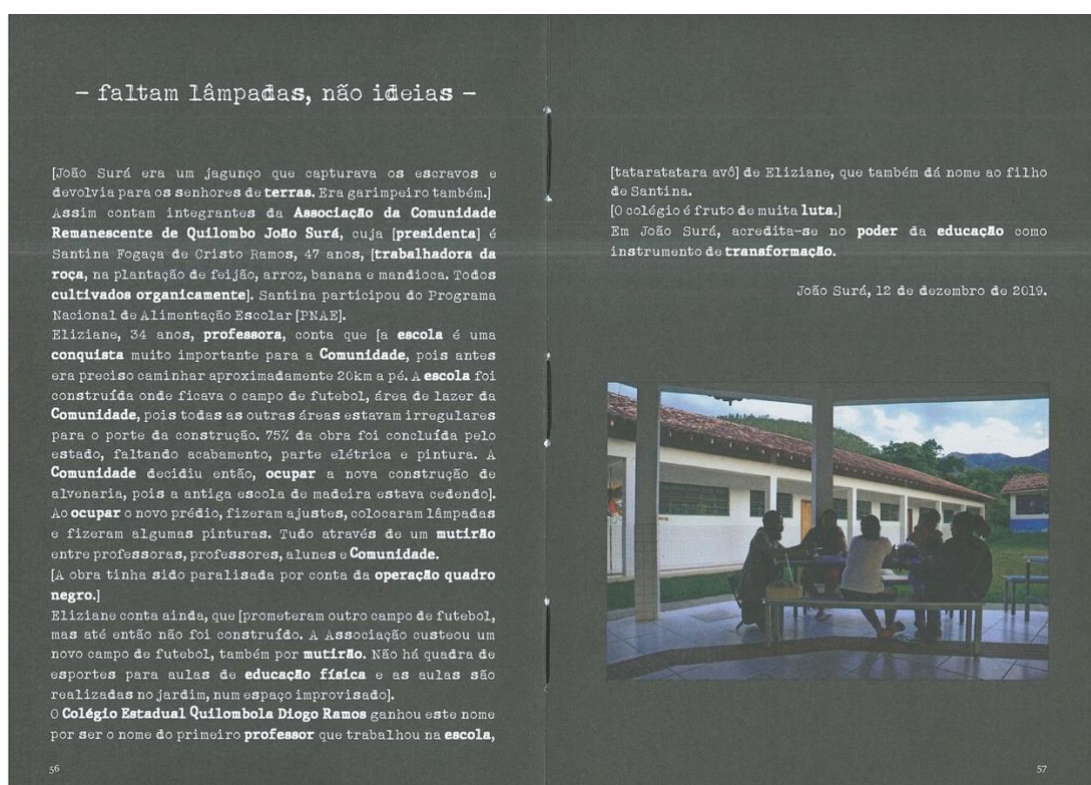 – faltam lâmpadas, não ideias –
[João Surá era um jagunço que capturava os escravos e
devolvia para os senhores de terras. Era garimpeiro também.]
Assim contam integrantes da Associação da Comunidade
Remanescente de Quilombo João Surá, cuja [presidenta] é
Santina Fogaça de Cristo Ramos, 47 anos, [trabalhadora da
roça, na plantação de feijão, arroz, banana e mandioca. Todos
cultivados organicamente]. Santina participou do Programa
Nacional de Alimentação Escolar [PNAE].
Eliziane, 34 anos, professora, conta que [a escola é uma
conquista muito importante para a Comunidade, pois antes
era preciso caminhar aproximadamente 20km a pé. A escola foi
construída onde ficava o campo de futebol, área de lazer da
Comunidade, pois todas as outras áreas estavam irregulares
para o porte da construção. 75% da obra foi concluída pelo
estado, faltando acabamento, parte elétrica e pintura. A
Comunidade decidiu então, ocupar a nova construção de
alvenaria, pois a antiga escola de madeira estava cedendo].
Ao ocupar o novo prédio, fizeram ajustes, colocaram lâmpadas
e fizeram algumas pinturas. Tudo através de um mutirão
entre professoras, professores, alunes e Comunidade.
[A obra tinha sido paralisada por conta da operação quadro
negro.]
Eliziane conta ainda, que [prometeram outro campo de futebol,
mas até então não foi construído. A Associação custeou um
novo campo de futebol, também por mutirão. Não há quadra de
esportes para aulas de educação física e as aulas são
realizadas no jardim, num espaço improvisado].
O Colégio Estadual Quilombola Diogo Ramos ganhou este nome
por ser o nome do primeiro professor que trabalhou na escola,
56
[tataratatara avô] de Eliziane, que também dá nome ao filho
de Santina.
[O colégio é fruto de muita luta.]
Em João Surá, acredita-se no poder da educação como
instrumento de transformação.
João Surá, 12 de dezembro de 2019.
57